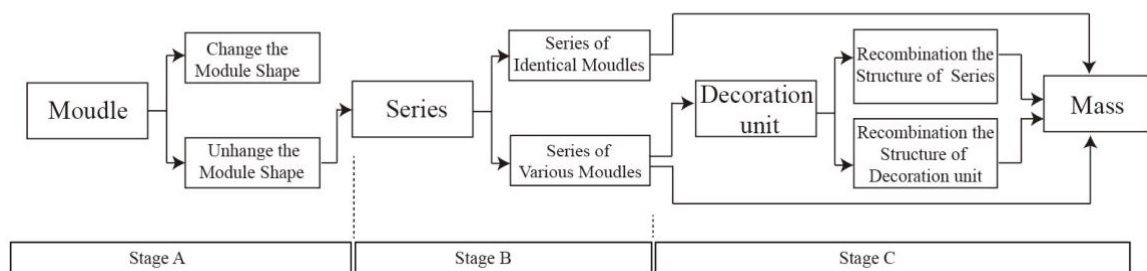 Moudle
Change the
Module Shape
Unhange the
Module Shape
Series
Series of
Identical Moudles
Series of
Various Moudles
Decoration
unit
Recombination the
Structure of Series
Recombination the
Structure of
Decoration unit
Mass
Stage A
Stage B
Stage C